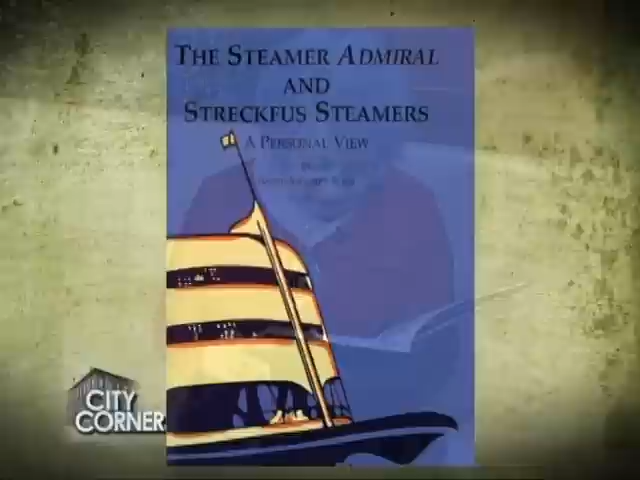 THE STEAMER ADMIRAL
AND
STRECKFUS STEAMERS
A PERSONAL VIEW
CITY
CORNER